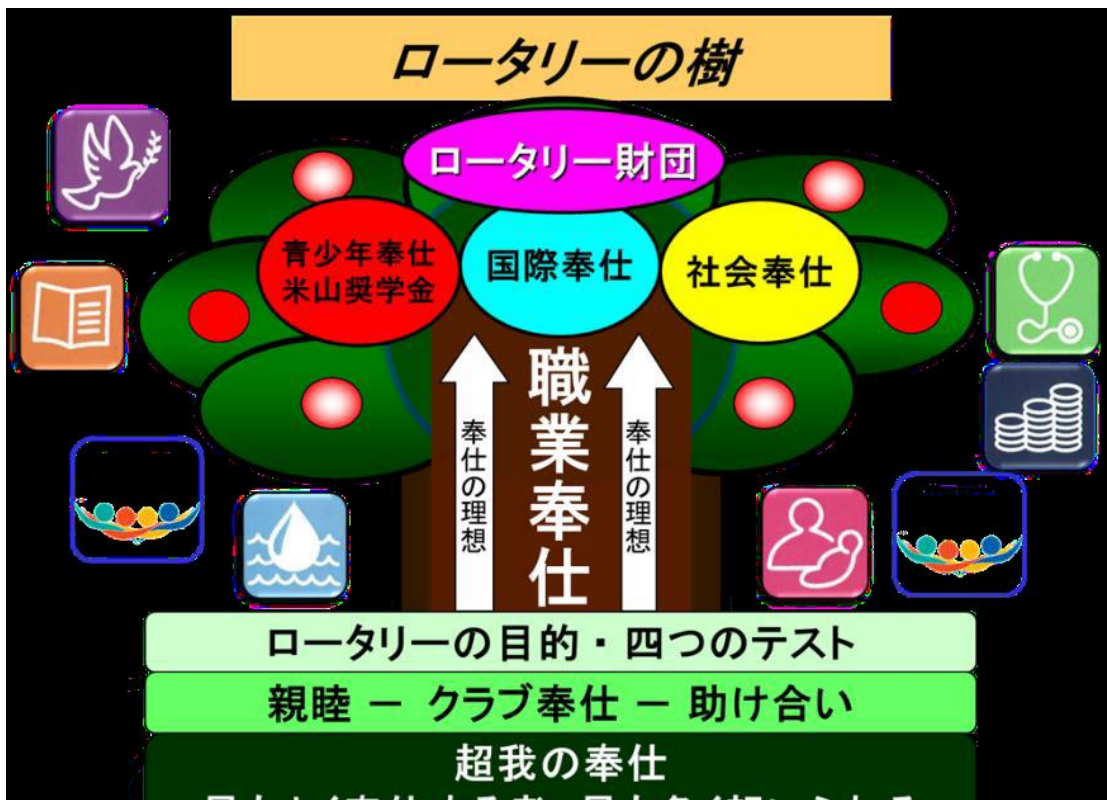 ロータリーの樹
ロータリー財団
青少年奉仕
米山奨学金
国際奉仕
社会奉仕
職業奉仕
奉仕の理想
奉仕の理想
ロータリーの目的・四つのテスト
親睦 － クラブ奉仕 － 助け合い
超我の奉仕